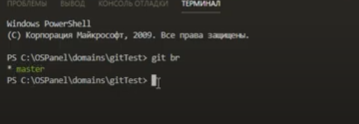 ПРОБЛЕМЫ ВЫВОД КОНСОЛЬ ОТЛАДКИ ТЕРМИНАЛ
Windows PowerShell
(C) Корпорация Майкрософт, 2009. Все права защищены.
PS C:\OSPanel\domains\gitTest> git br
* master
PS C:\OSPanel\domains\gitTest>